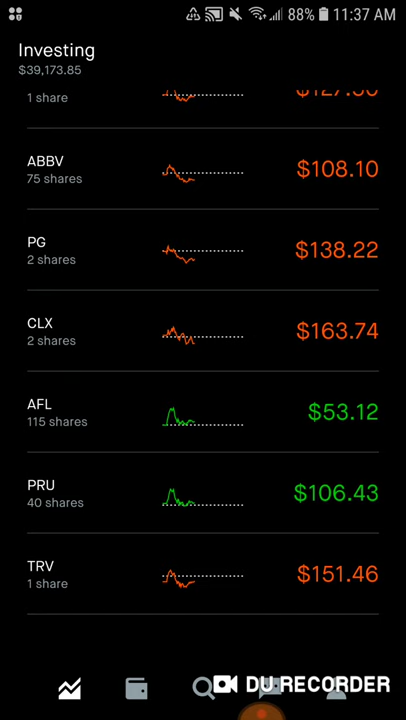 88% 11:37 AM
Investing
$39,173.85
1 share
ABBV
75 shares
$108.10
PG
2 shares
$138.22
CLX
2 shares
$163.74
AFL
115 shares
$53.12
PRU
40 shares
$106.43
TRV
1 share
$151.46
DU RECORDER